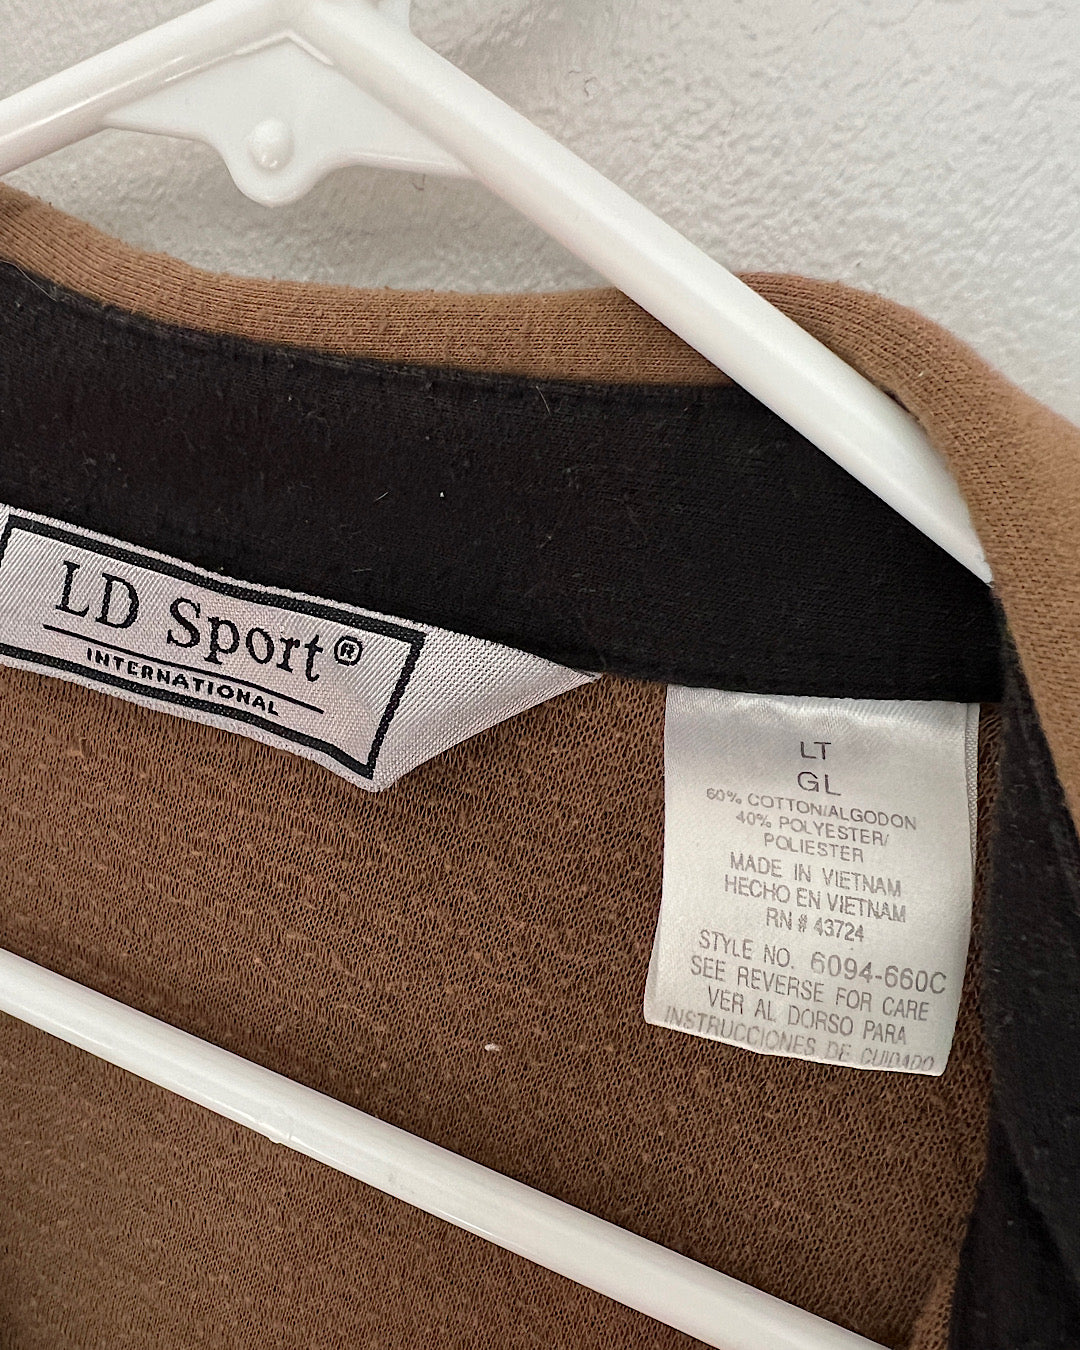 LD Sport®
INTERNATIONAL
LT
GL
60% COTTON/ALGODON
40% POLYESTER/
POLIESTER
MADE IN VIETNAM
HECHO EN VIETNAM
RN # 43724
STYLE NO. 6094-660C
SEE REVERSE FOR CARE
VER AL DORSO PARA
INSTRUCCIONES DE CUIDADO